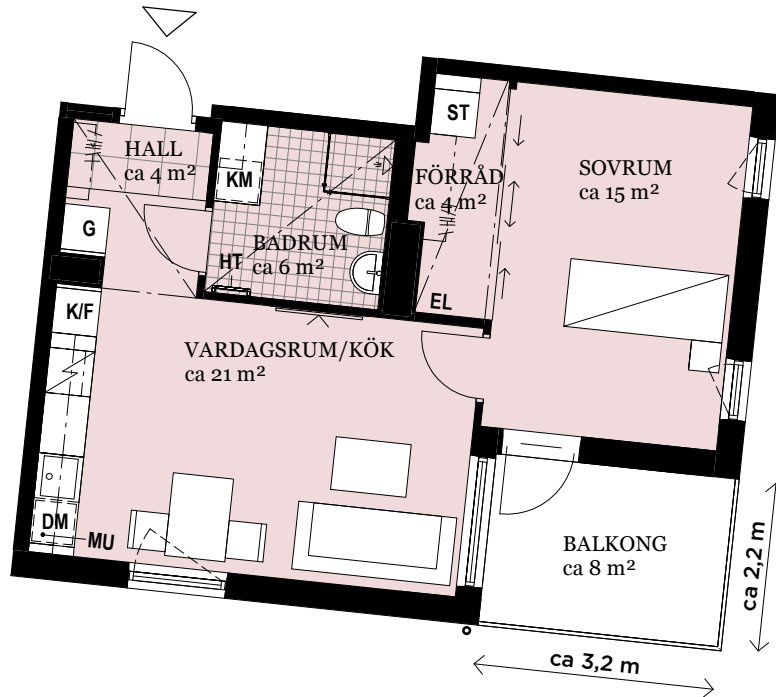 ST
HALL
ca 4 m²
KM
FÖRRÅD
ca 4 m²
SOVRUM
ca 15 m²
G
BADRUM
ca 6 m²
HT
EL
K/F
VARDAGSRUM/KÖK
ca 21 m²
DM
MU
BALKONG
ca 8 m²
ca 2,2 m
ca 3,2 m